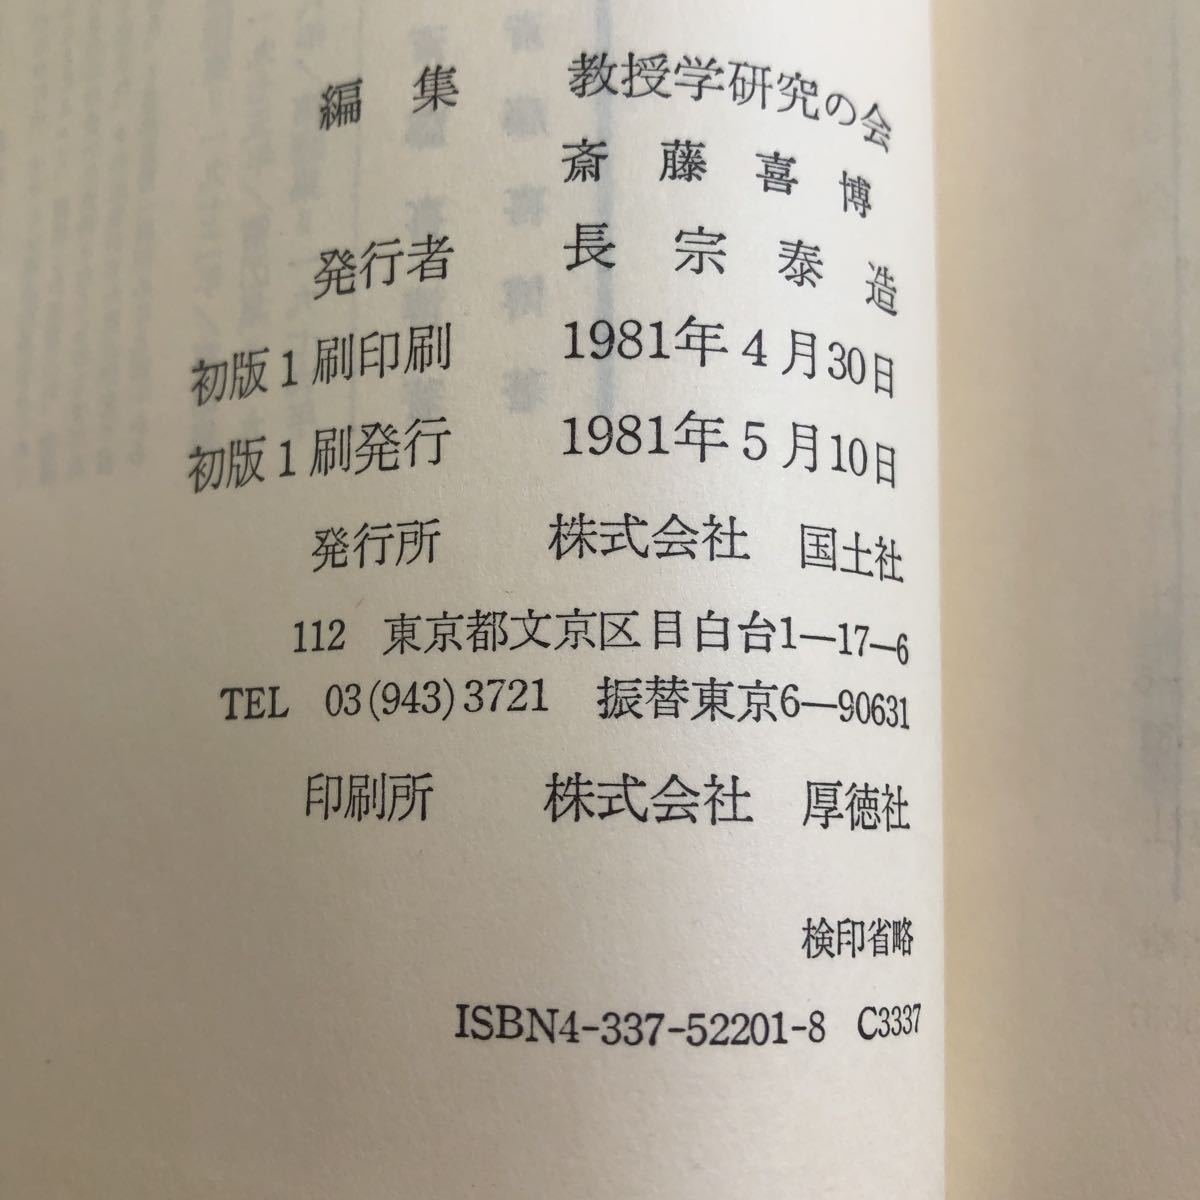 編集 教授学研究の会
斎藤喜博
発行者 長宗泰造
初版1刷印刷 1981年4月30日
初版1刷発行 1981年5月10日
発行所 株式会社 国土社
112 東京都文京区目白台1—17—6
TEL 03(943)3721 振替東京6—90631
印刷所 株式会社 厚徳社
検印省略
ISBN4-337-52201-8 C3337